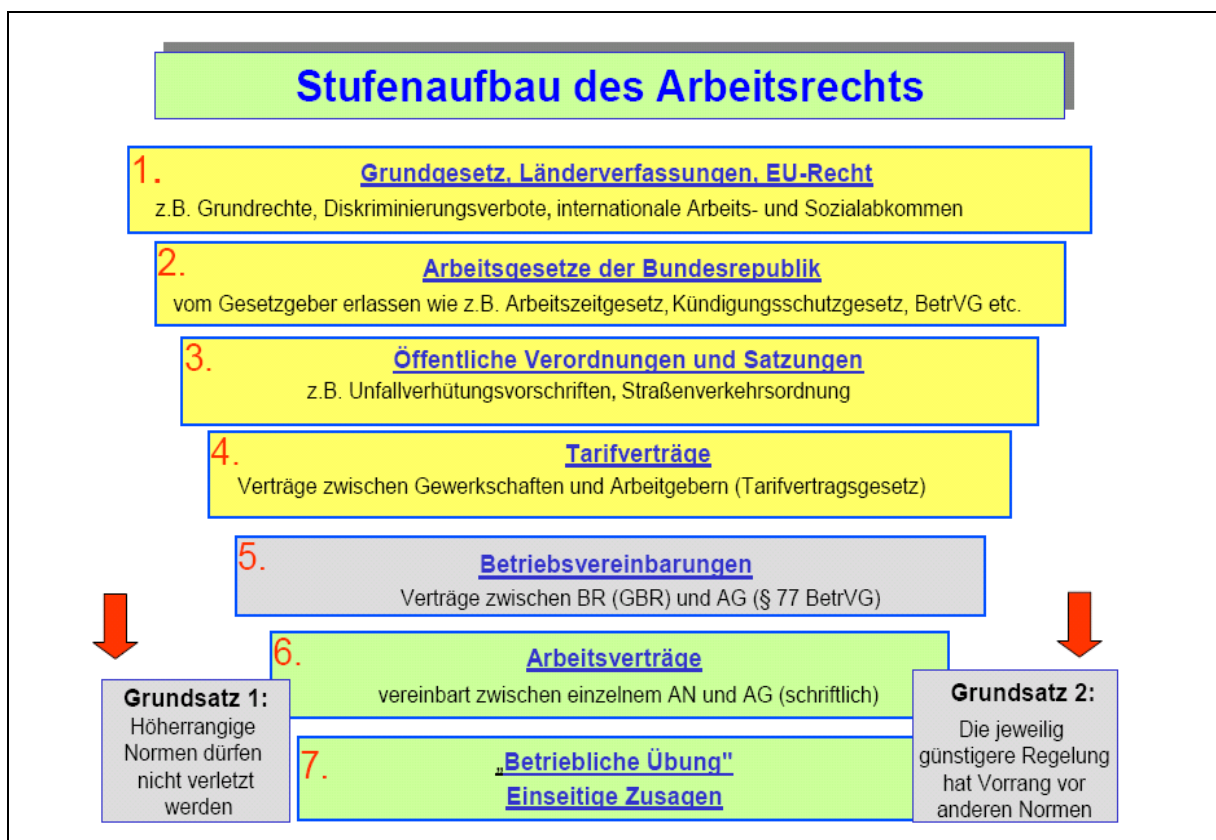 Stufenaufbau des Arbeitsrechts
1. Grundgesetz, Länderverfassungen, EU-Recht
z.B. Grundrechte, Diskriminierungsverbote, internationale Arbeits- und Sozialabkommen
2. Arbeitsgesetze der Bundesrepublik
vom Gesetzgeber erlassen wie z.B. Arbeitszeitgesetz, Kündigungsschutzgesetz, BetrVG etc.
3. Öffentliche Verordnungen und Satzungen
z.B. Unfallverhütungsvorschriften, Straßenverkehrsordnung
4. Tarifverträge
Verträge zwischen Gewerkschaften und Arbeitgebern (Tarifvertragsgesetz)
5. Betriebsvereinbarungen
Verträge zwischen BR (GBR) und AG (§ 77 BetrVG)
6. Arbeitsverträge
vereinbart zwischen einzelnem AN und AG (schriftlich)
7. „Betriebliche Übung"
Einseitige Zusagen
Grundsatz 1:
Höherrangige
Normen dürfen
nicht verletzt
werden
Grundsatz 2:
Die jeweilig
günstigere Regelung
hat Vorrang vor
anderen Normen